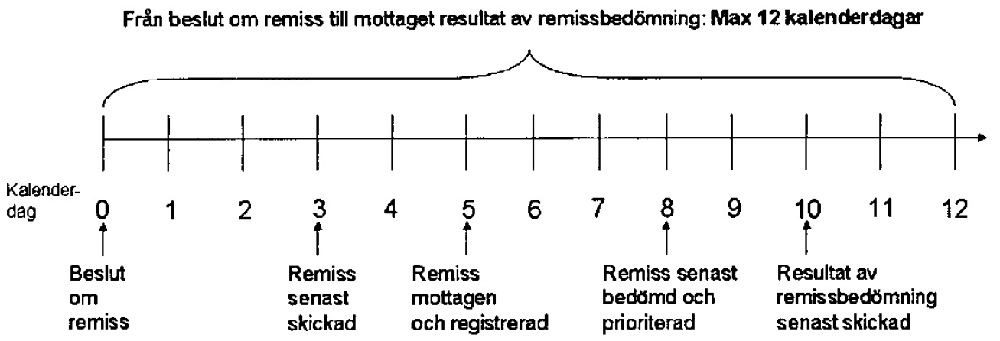 Från beslut om remiss till mottaget resultat av remissbedömning: Max 12 kalenderdagar
Kalender-
dag 0 1 2 3 4 5 6 7 8 9 10 11 12
Beslut
om
remiss
Remiss
senast
skickad
Remiss
mottagen
och registrerad
Remiss senast
bedömd och
prioriterad
Resultat av
remissbedömning
senast skickad